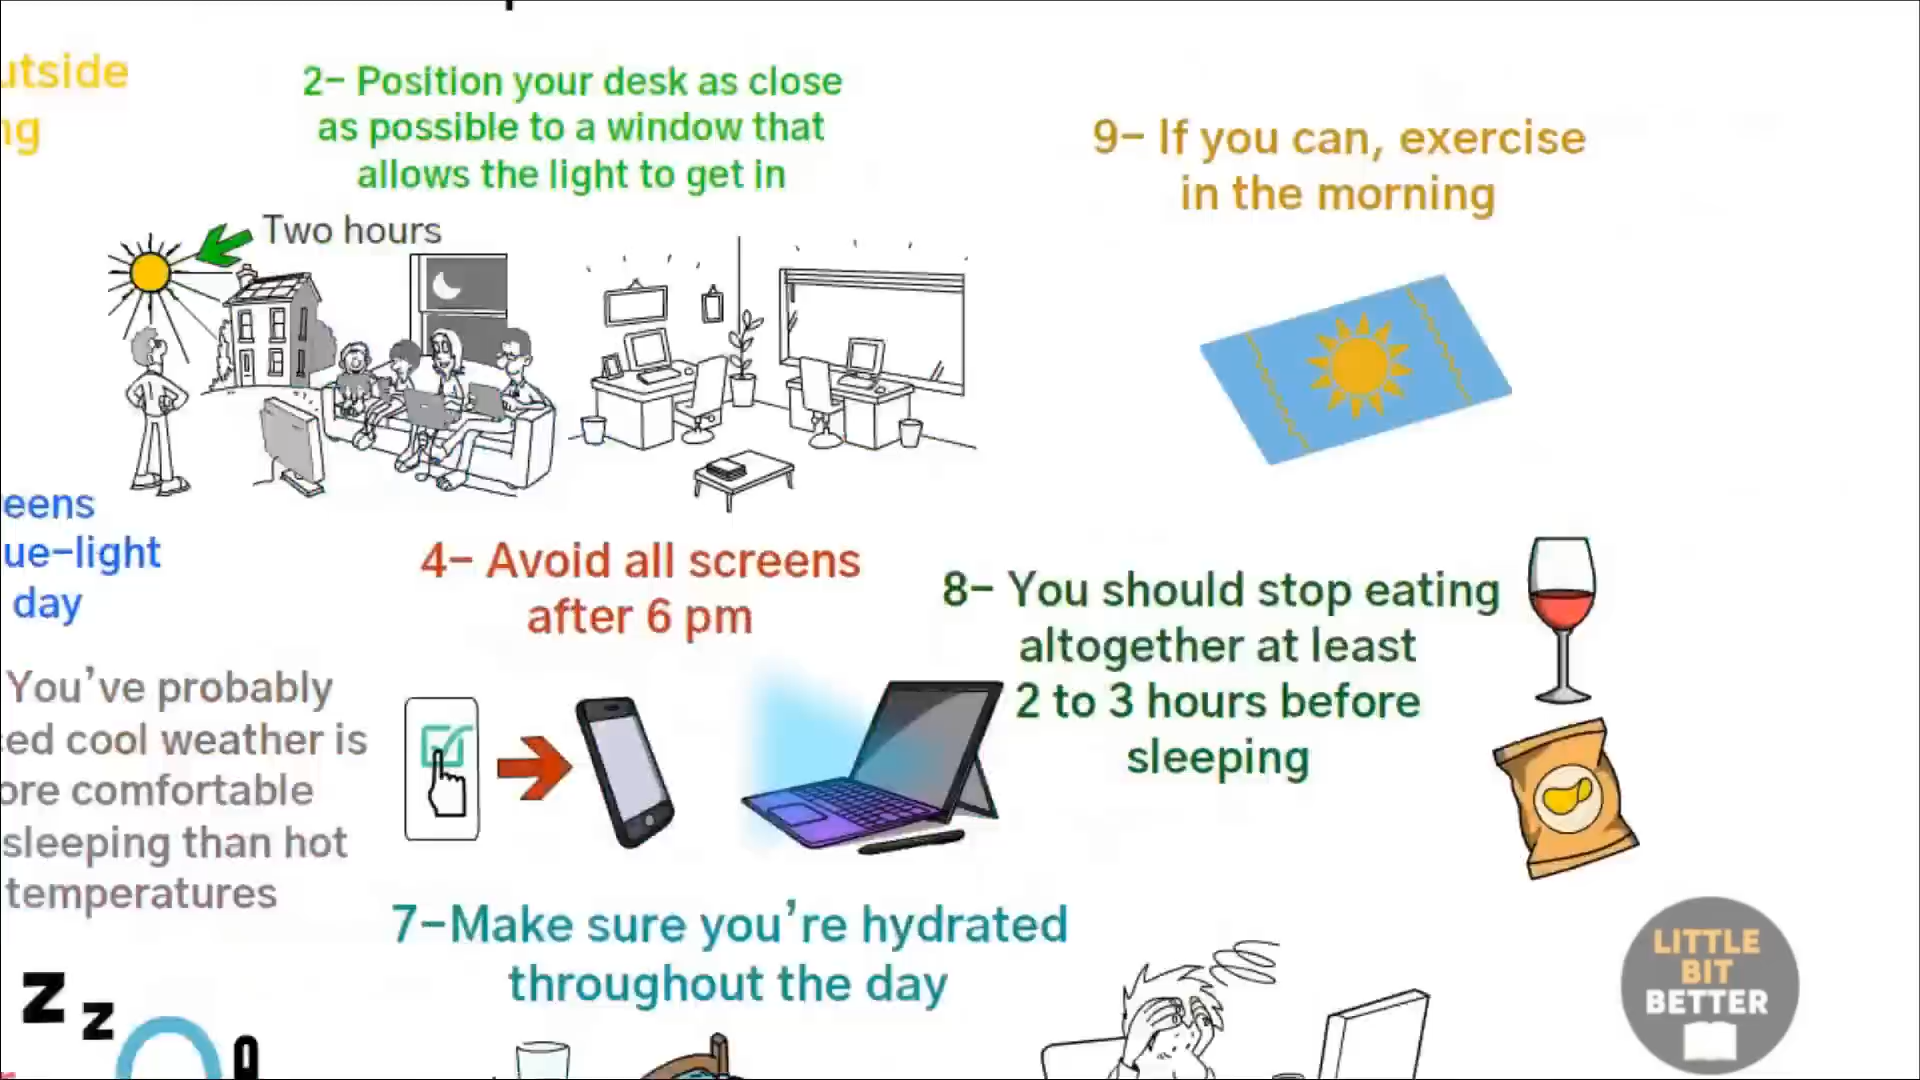 utside
ng
2- Position your desk as close
as possible to a window that
allows the light to get in
Two hours
9- If you can, exercise
in the morning
eens
ue-light
day
4- Avoid all screens
after 6 pm
8- You should stop eating
altogether at least
2 to 3 hours before
sleeping
You've probably
ced cool weather is
ore comfortable
sleeping than hot
temperatures
7-Make sure you're hydrated
throughout the day
Z z
LITTLE
BIT
BETTER